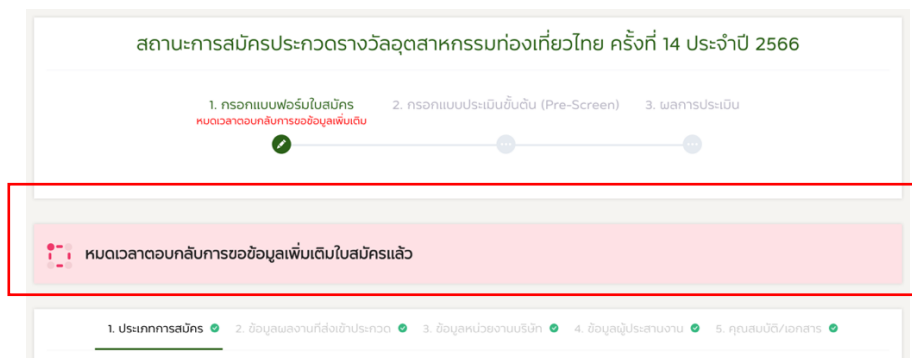 สถานะการสมัครประกวดรางวัลอุตสาหกรรมท่องเที่ยวไทย ครั้งที่ 14 ประจำปี 2566
1. กรอกแบบฟอร์มใบสมัคร 2. กรอกแบบประเมินขั้นต้น (Pre-Screen) 3. ผลการประเมิน
หมดเวลาตอบกลับการขอข้อมูลเพิ่มเติม
หมดเวลาตอบกลับการขอข้อมูลเพิ่มเติมใบสมัครแล้ว
1. ประเภทการสมัคร 2. ข้อมูลผลงานที่ส่งเข้าประกวด 3. ข้อมูลหน่วยงานบริษัท 4. ข้อมูลผู้ประสานงาน 5. คุณสมบัติ/เอกสาร